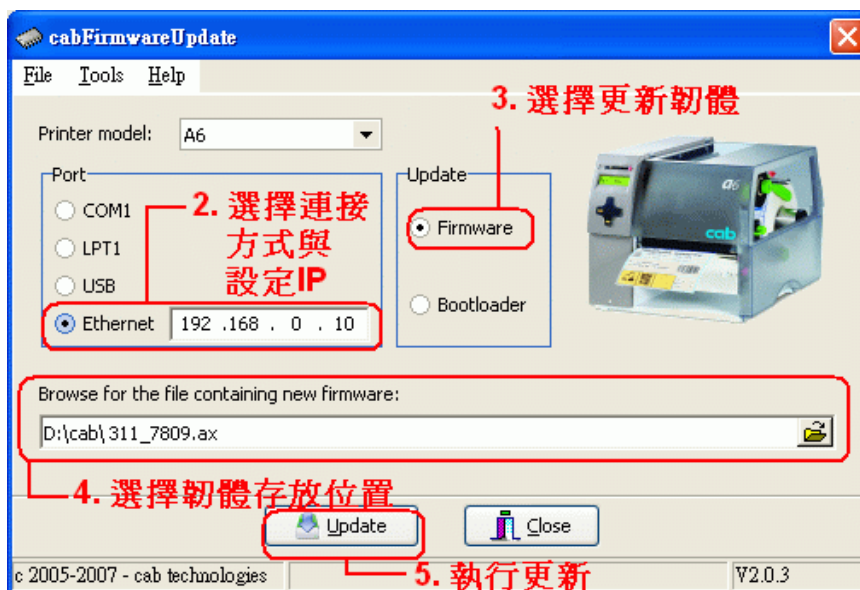 cabFirmwareUpdate
File Tools Help
3. 選擇更新韌體
Printer model: A6
Port
Update
COM1
2. 選擇連接
方式與
設定IP
LPT1
USB
Ethernet 192 .168 . 0 . 10
Firmware
Bootloader
a6
cab
Browse for the file containing new firmware:
D:\cab\311_7809.ax
4. 選擇韌體存放位置
Update Close
5. 執行更新
c 2005-2007 - cab technologies V2.0.3